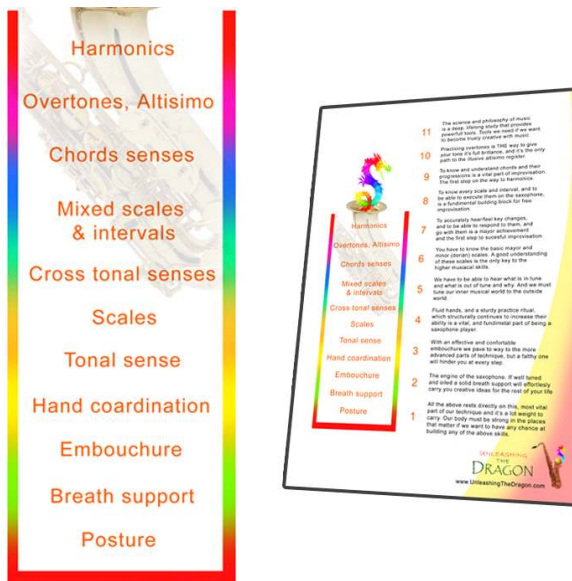 Harmonics
Overtones, Altisimo
Chords senses
Mixed scales
& intervals
Cross tonal senses
Scales
Tonal sense
Hand coardination
Embouchure
Breath support
Posture
Harmonics
Overtones, Altisimo
Chords senses
Mixed scales
& intervals
Cross tonal senses
Scales
Tonal sense
Hand coardination
Embouchure
Breath support
Posture
11
The science and philosophy of music
is a deep, lifelong study that provides
powerfull tools. Tools we need if we want
to become truely creative with music.
10
Practicing overtones is THE way to give
your tone it's full brilliance, and it's the only
path to the illusive altisimo register.
9
To know and understand chords and their
progressions is a vital part of improvisation.
The first step on the way to harmonics.
8
To know every scale and interval, and to
be able to execute them on the saxophone,
is a fundimental building block for free
improvisation.
7
To accurately hear/feel key changes,
and to be able to respond to them, and
go with them is a mayor achievement
and the first step to succesful improvisation
6
You have to know the basic mayor and
minor (dorian) scales. A good understanding
of these scales is the only key to the
higher musiacal skills.
5
We have to be able to hear what is in tune
and what is out of tune and why. And we must
tune our inner musical world to the outside
world.
4
Fluid hands, and a sturdy practice ritual,
which structurally continues to increase their
ability is a vital, and fundimetal part of being a
saxophone player.
3
With an effective and confortable
embouchure we pave to way to the more
advanced parts of technique, but a falthy one
will hinder you at every step.
2
The engine of the saxophone. If well tuned
and oiled a solid breath support will effortlesly
carry you creative ideas for the rest of your life
1
All the above rests directly on this, most vital
part of our technique and it's a lot weight to
carry. Our body must be strong in the places
that matter if we want to have any chance at
building any of the above skills.
UNLEASHING
THE
DRAGON
www.UnleashingTheDragon.com